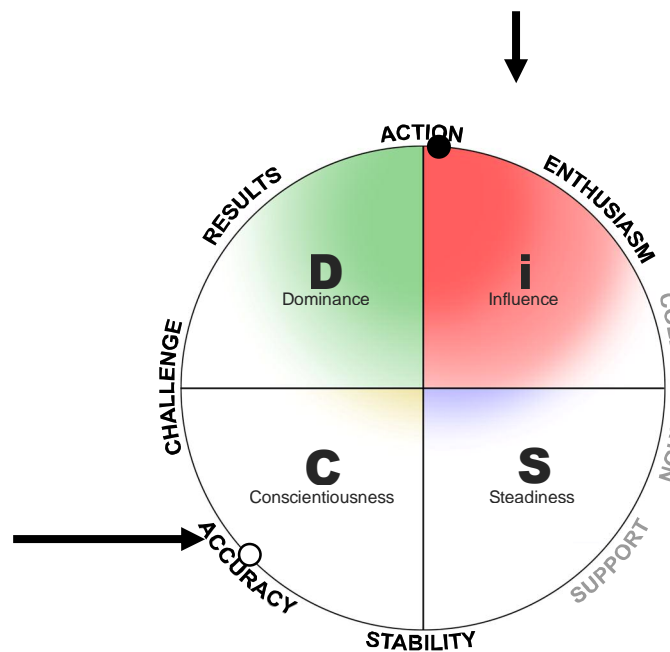 ACTION
RESULTS
ENTHUSIASM
D
Dominance
i
Influence
CHALLENGE
C
Conscientiousness
S
Steadiness
ACCURACY
SUPPORT
STABILITY